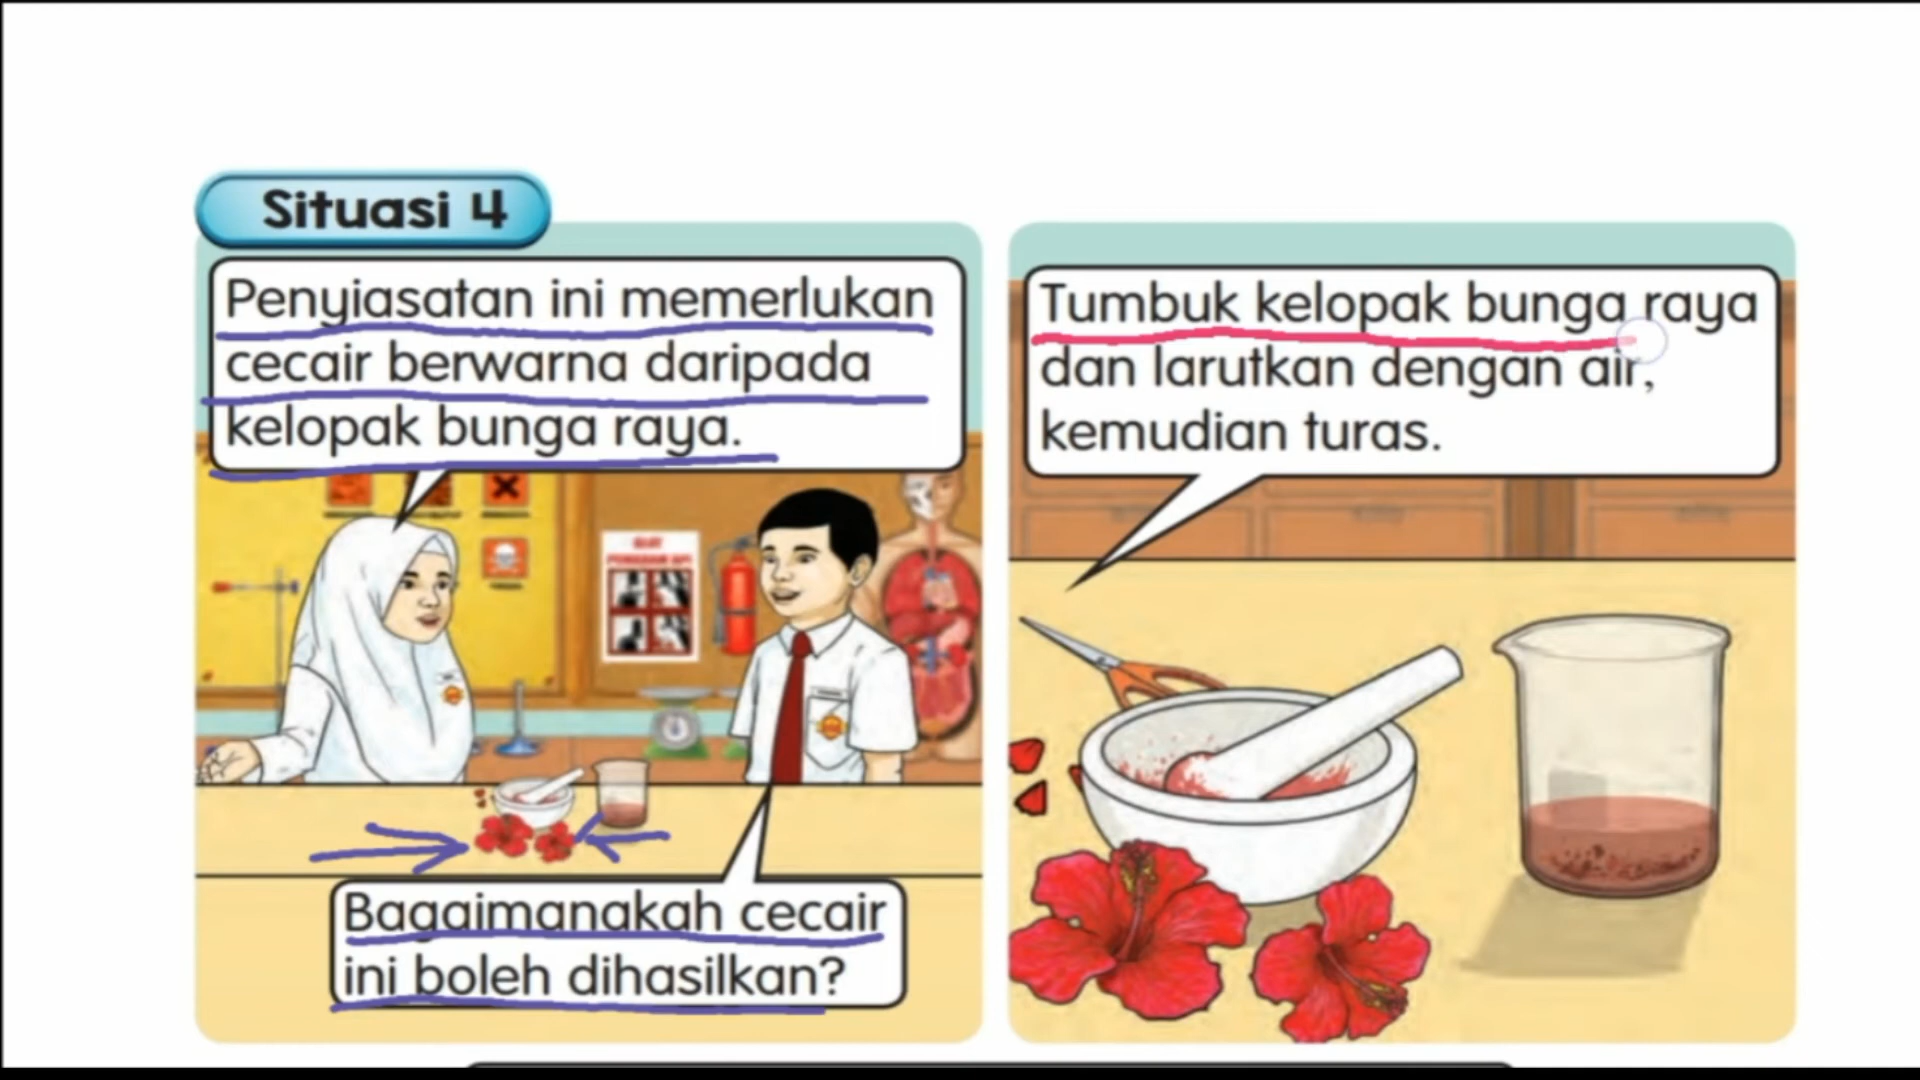 Situasi 4
Penyiasatan ini memerlukan
cecair berwarna daripada
kelopak bunga raya.
Bagaimanakah cecair
ini boleh dihasilkan?
Tumbuk kelopak bunga raya
dan larutkan dengan air,
kemudian turas.